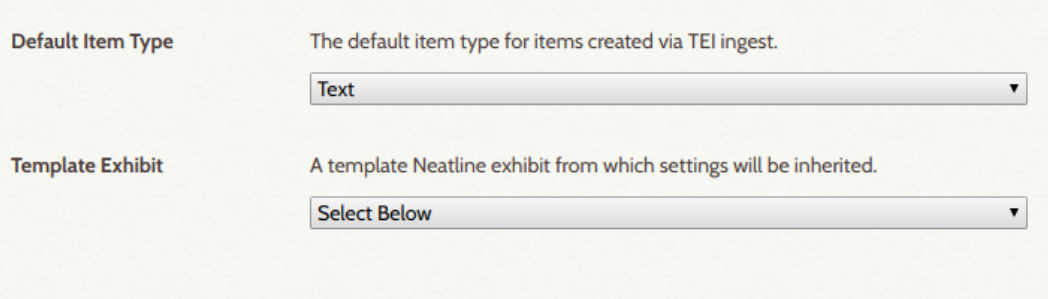 Default Item Type
The default item type for items created via TEI ingest.
Text
Template Exhibit
A template Neatline exhibit from which settings will be inherited.
Select Below